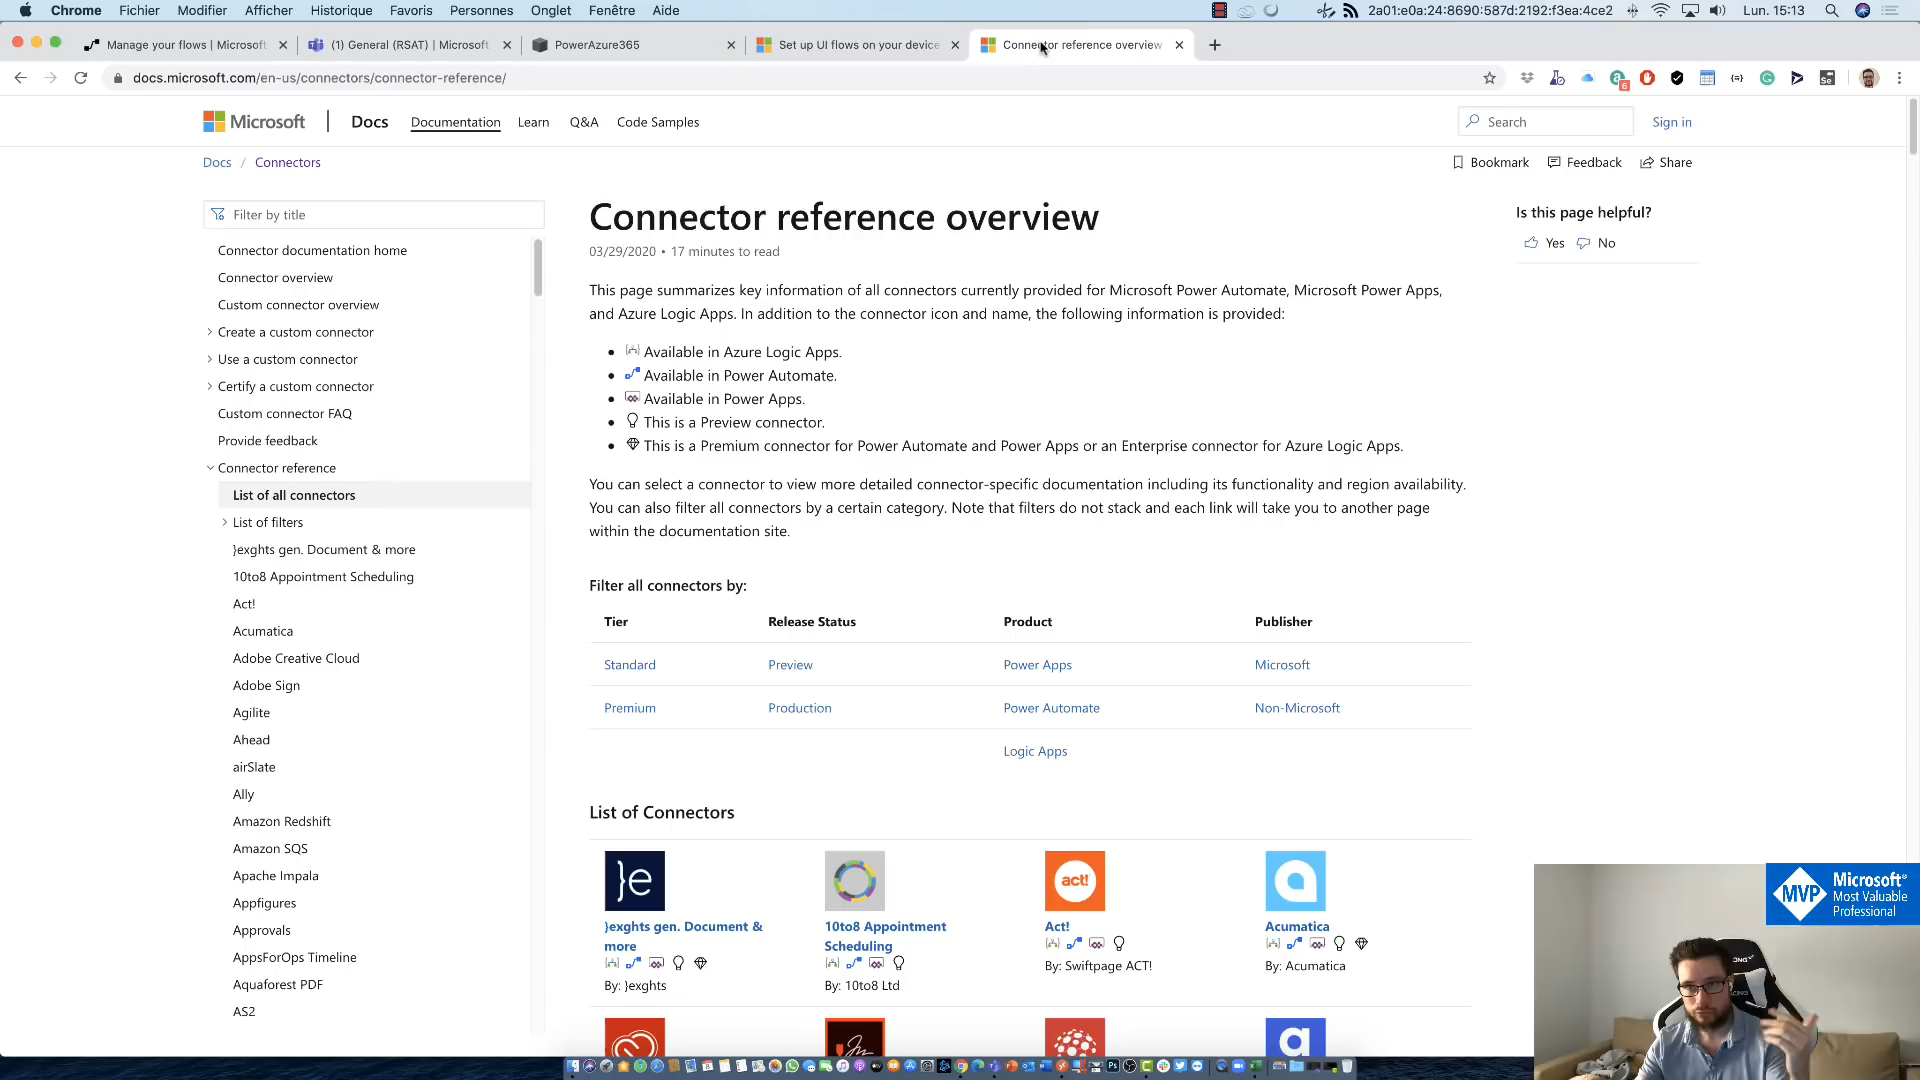 Chrome Fichier Modifier Afficher Historique Favoris Personnes Onglet Fenêtre Aide 2a01:e0a:24:8690:587d:2192:f3ea:4ce2 Lun. 15:13
Manage your flows | Microsoft (1) General (RSAT) | Microsoft PowerAzure365 Set up UI flows on your device Connector reference overview
docs.microsoft.com/en-us/connectors/connector-reference/
Microsoft Docs Documentation Learn Q&A Code Samples Search Sign in
Docs / Connectors Bookmark Feedback Share
Filter by title
Connector documentation home
Connector overview
Custom connector overview
Create a custom connector
Use a custom connector
Certify a custom connector
Custom connector FAQ
Provide feedback
Connector reference
List of all connectors
List of filters
}exghts gen. Document & more
10to8 Appointment Scheduling
Act!
Acumatica
Adobe Creative Cloud
Adobe Sign
Agilite
Ahead
airSlate
Ally
Amazon Redshift
Amazon SQS
Apache Impala
Appfigures
Approvals
AppsForOps Timeline
Aquaforest PDF
AS2
Connector reference overview
03/29/2020 • 17 minutes to read
This page summarizes key information of all connectors currently provided for Microsoft Power Automate, Microsoft Power Apps,
and Azure Logic Apps. In addition to the connector icon and name, the following information is provided:
• Available in Azure Logic Apps.
• Available in Power Automate.
• Available in Power Apps.
• This is a Preview connector.
• This is a Premium connector for Power Automate and Power Apps or an Enterprise connector for Azure Logic Apps.
You can select a connector to view more detailed connector-specific documentation including its functionality and region availability.
You can also filter all connectors by a certain category. Note that filters do not stack and each link will take you to another page
within the documentation site.
Filter all connectors by:
Tier Release Status Product Publisher
Standard Preview Power Apps Microsoft
Premium Production Power Automate Non-Microsoft
Logic Apps
List of Connectors
}e act! a
}exghts gen. Document & 10to8 Appointment Act! Acumatica
more Scheduling
By: Swiftpage ACT! By: Acumatica
By: }exghts By: 10to8 Ltd
Is this page helpful?
Yes No
MVP Microsoft®
Most Valuable
Professional